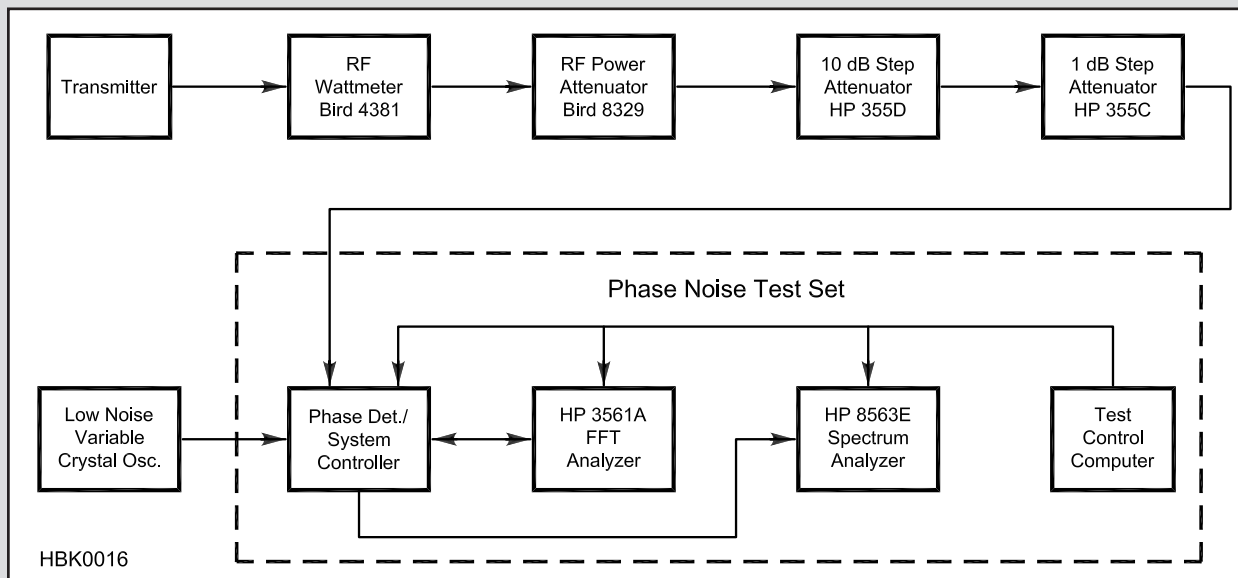 Transmitter
RF
Wattmeter
Bird 4381
RF Power
Attenuator
Bird 8329
10 dB Step
Attenuator
HP 355D
1 dB Step
Attenuator
HP 355C
Phase Noise Test Set
Low Noise
Variable
Crystal Osc.
Phase Det./
System
Controller
HP 3561A
FFT
Analyzer
HP 8563E
Spectrum
Analyzer
Test
Control
Computer
HBK0016